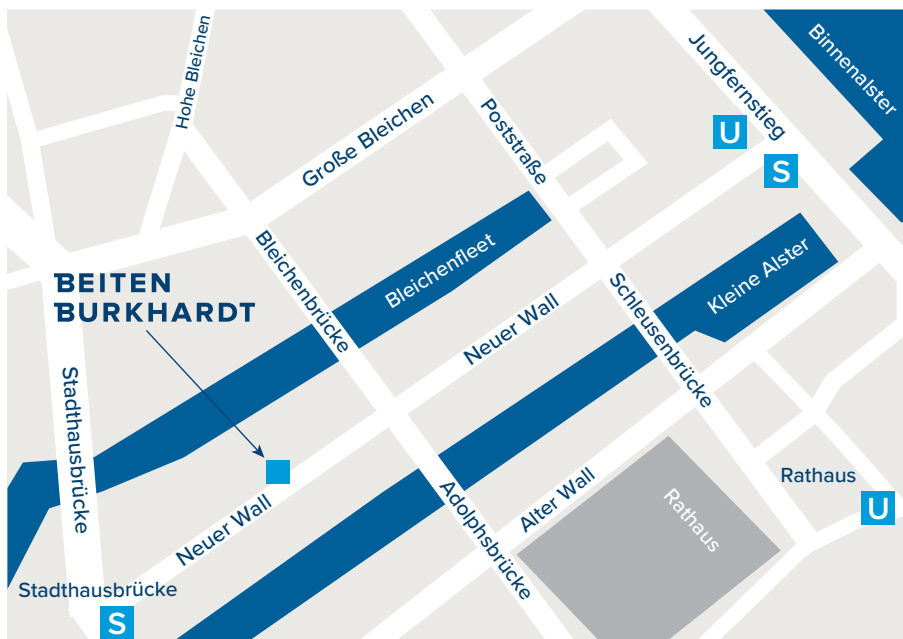 Hohe Bleichen
Große Bleichen
Poststraße
Jungfernstieg
Binnenalster
U
S
BEITEN
BURKHARDT
Bleichenbrücke
Bleichenfleet
Neuer Wall
Schleusenbrücke
Kleine Alster
Stadthausbrücke
Neuer Wall
Adolphsbrücke
Alter Wall
Rathaus
Rathaus
U
Stadthausbrücke
S